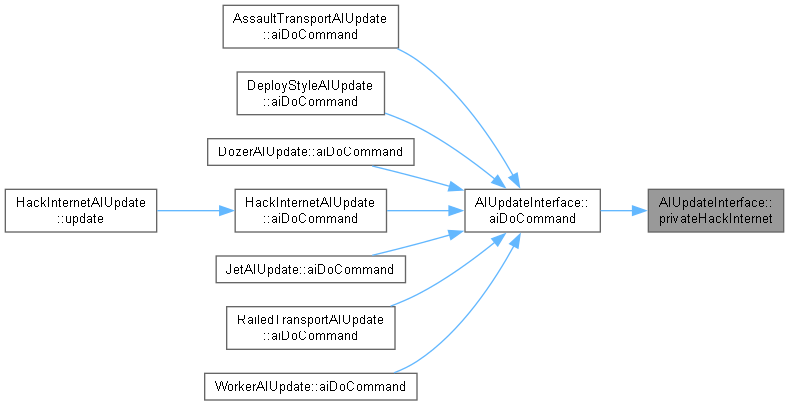 AssaultTransportAIUpdate
::aiDoCommand
DeployStyleAIUpdate
::aiDoCommand
DozerAIUpdate::aiDoCommand
HackInternetAIUpdate
::update
HackInternetAIUpdate
::aiDoCommand
AIUpdateInterface::
aiDoCommand
AIUpdateInterface::
privateHackInternet
JetAIUpdate::aiDoCommand
RailedTransportAIUpdate
::aiDoCommand
WorkerAIUpdate::aiDoCommand